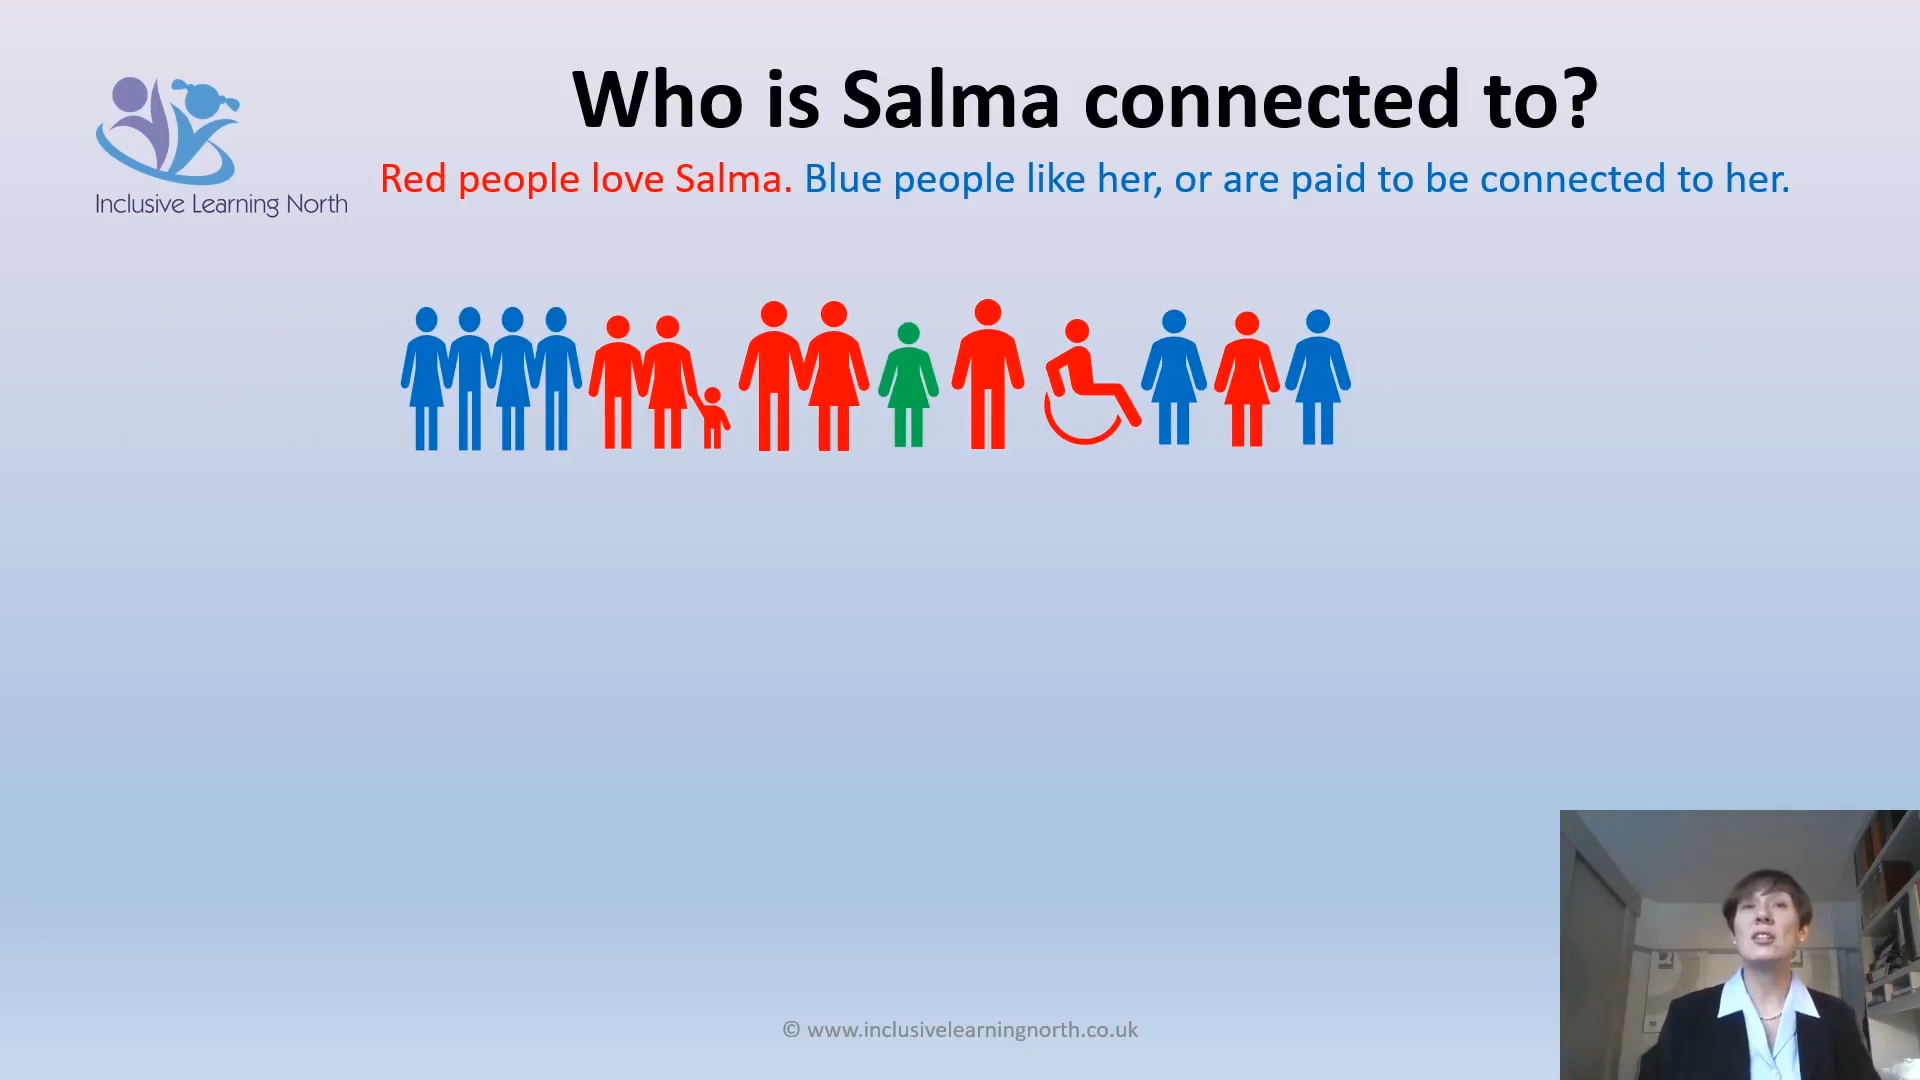 Who is Salma connected to?
Red people love Salma. Blue people like her, or are paid to be connected to her.
Inclusive Learning North
© www.inclusivelearningnorth.co.uk